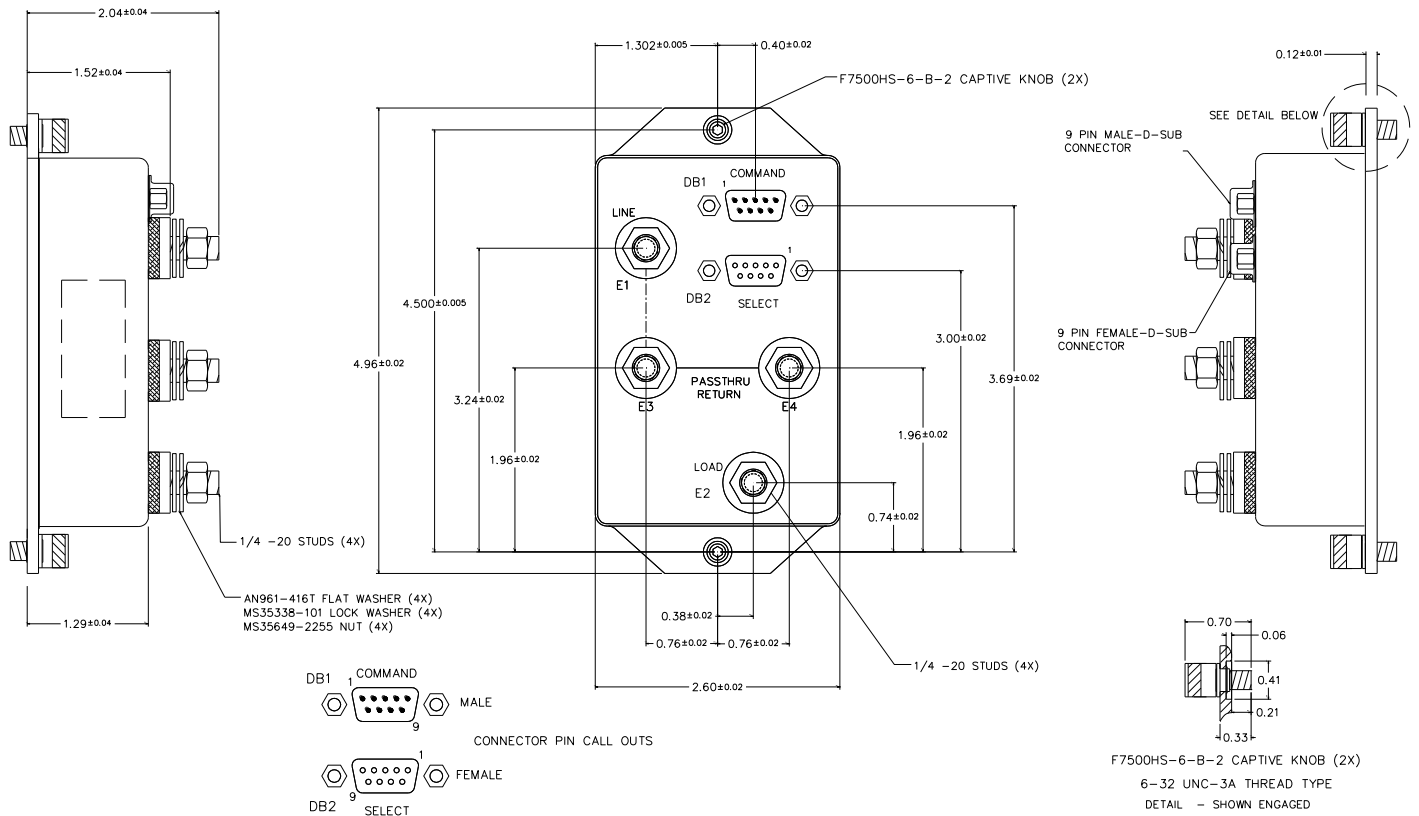 2.04±0.04
1.52±0.04
1.29±0.04
1/4 -20 STUDS (4X)
AN961-416T FLAT WASHER (4X)
MS35338-101 LOCK WASHER (4X)
MS35649-2255 NUT (4X)
1.302±0.005
0.40±0.02
F7500HS-6-B-2 CAPTIVE KNOB (2X)
COMMAND
DB1
1
LINE
E1
1
DB2
SELECT
4.500±0.005
4.96±0.02
3.24±0.02
1.96±0.02
PASSTHRU
RETURN
E3
E4
LOAD
E2
0.74±0.02
1.96±0.02
3.00±0.02
3.69±0.02
0.38±0.02
0.76±0.02
0.76±0.02
2.60±0.02
1/4 -20 STUDS (4X)
0.12±0.01
SEE DETAIL BELOW
9 PIN MALE-D-SUB
CONNECTOR
9 PIN FEMALE-D-SUB
CONNECTOR
DB1
1
COMMAND
MALE
9
CONNECTOR PIN CALL OUTS
1
FEMALE
9
DB2
SELECT
0.70
0.06
0.41
0.21
0.33
F7500HS-6-B-2 CAPTIVE KNOB (2X)
6-32 UNC-3A THREAD TYPE
DETAIL - SHOWN ENGAGED